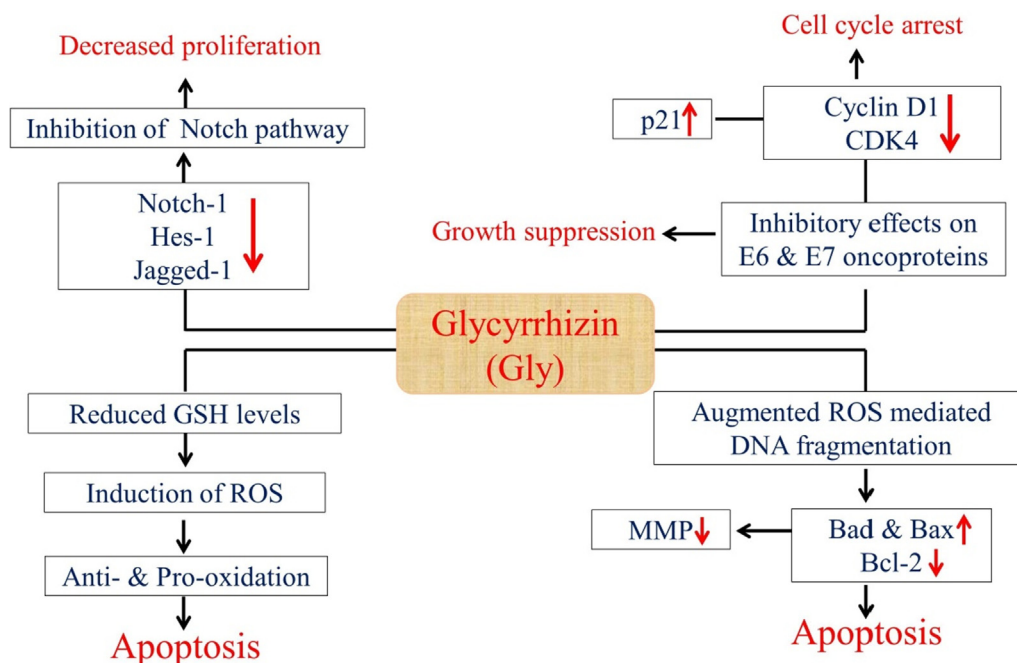 Decreased proliferation
Inhibition of Notch pathway
Notch-1
Hes-1
Jagged-1
Cell cycle arrest
p21
Cyclin D1
CDK4
Growth suppression
Inhibitory effects on
E6 & E7 oncoproteins
Glycyrrhizin
(Gly)
Reduced GSH levels
Induction of ROS
Anti- & Pro-oxidation
Apoptosis
Augmented ROS mediated
DNA fragmentation
MMP
Bad & Bax
Bcl-2
Apoptosis